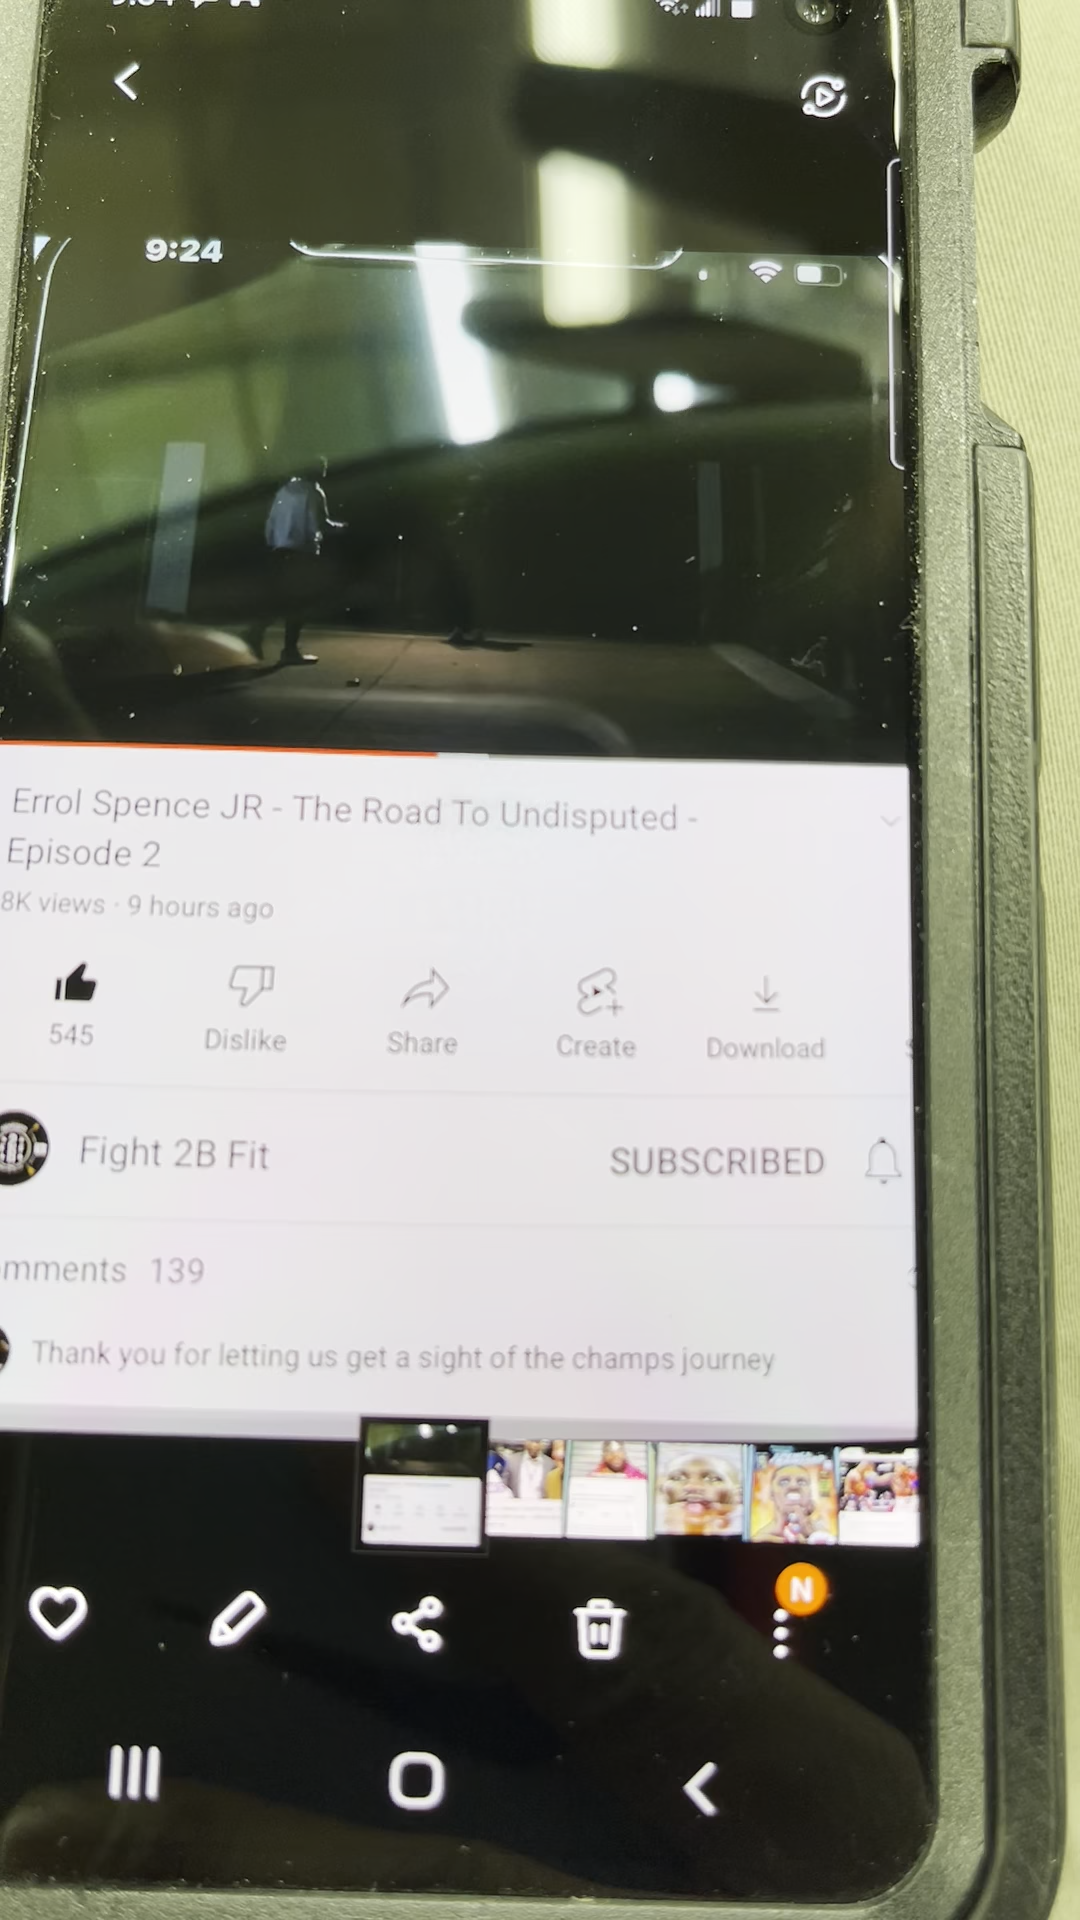 9:24
Errol Spence JR - The Road To Undisputed -
Episode 2
8K views · 9 hours ago
545
Dislike
Share
Create
Download
Fight 2B Fit
SUBSCRIBED
mments 139
Thank you for letting us get a sight of the champs journey
N